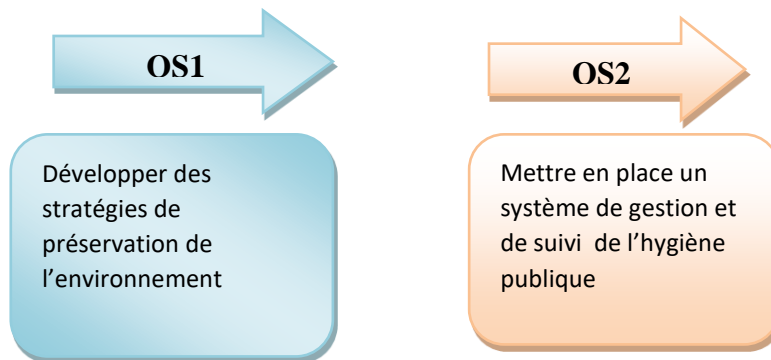 OS1
Développer des
stratégies de
préservation de
l’environnement
OS2
Mettre en place un
système de gestion et
de suivi  de l’hygiène
publique